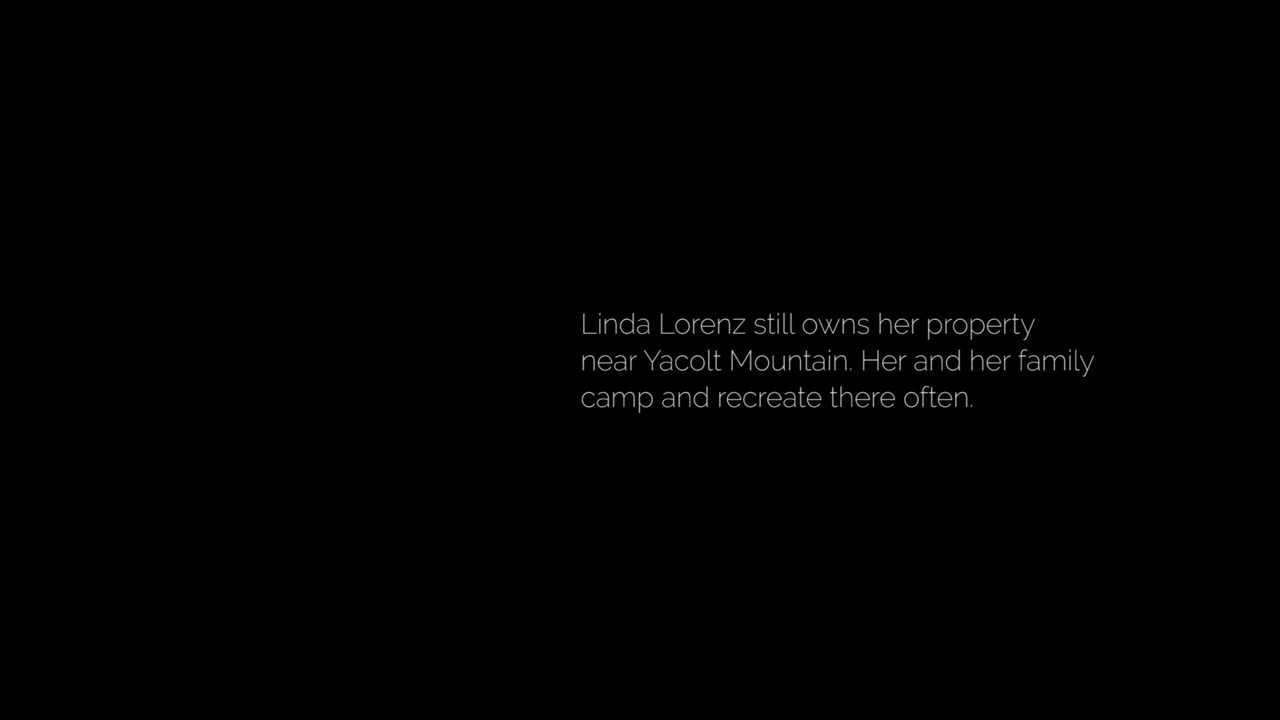 Linda Lorenz still owns her property
near Yacolt Mountain. Her and her family
camp and recreate there often.